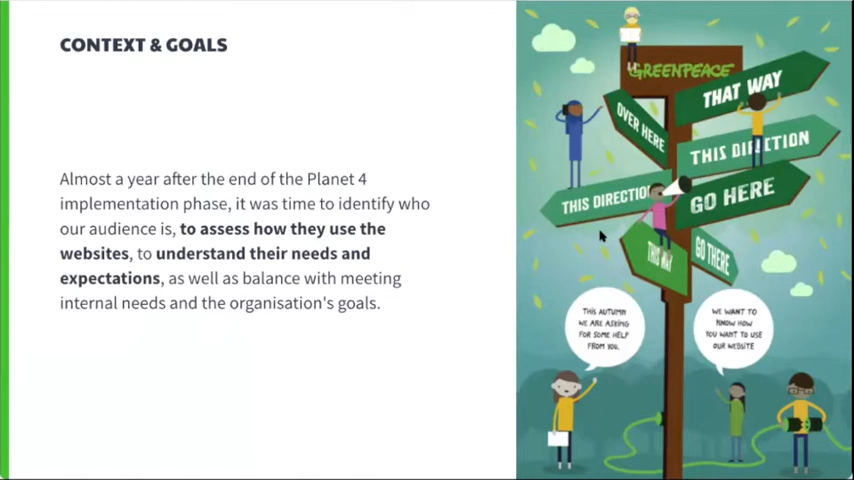 CONTEXT & GOALS
Almost a year after the end of the Planet 4
implementation phase, it was time to identify who
our audience is, to assess how they use the
websites, to understand their needs and
expectations, as well as balance with meeting
internal needs and the organisation's goals.
GREENPEACE
THAT WAY
OVER HERE
THIS DIRECTION
THIS DIRECTION
GO HERE
THIS WAY
GO THERE
THIS AUTUMN
WE ARE ASKING
FOR SOME HELP
FROM YOU.
WE WANT TO
KNOW HOW
YOU WANT TO USE
OUR WEBSITE